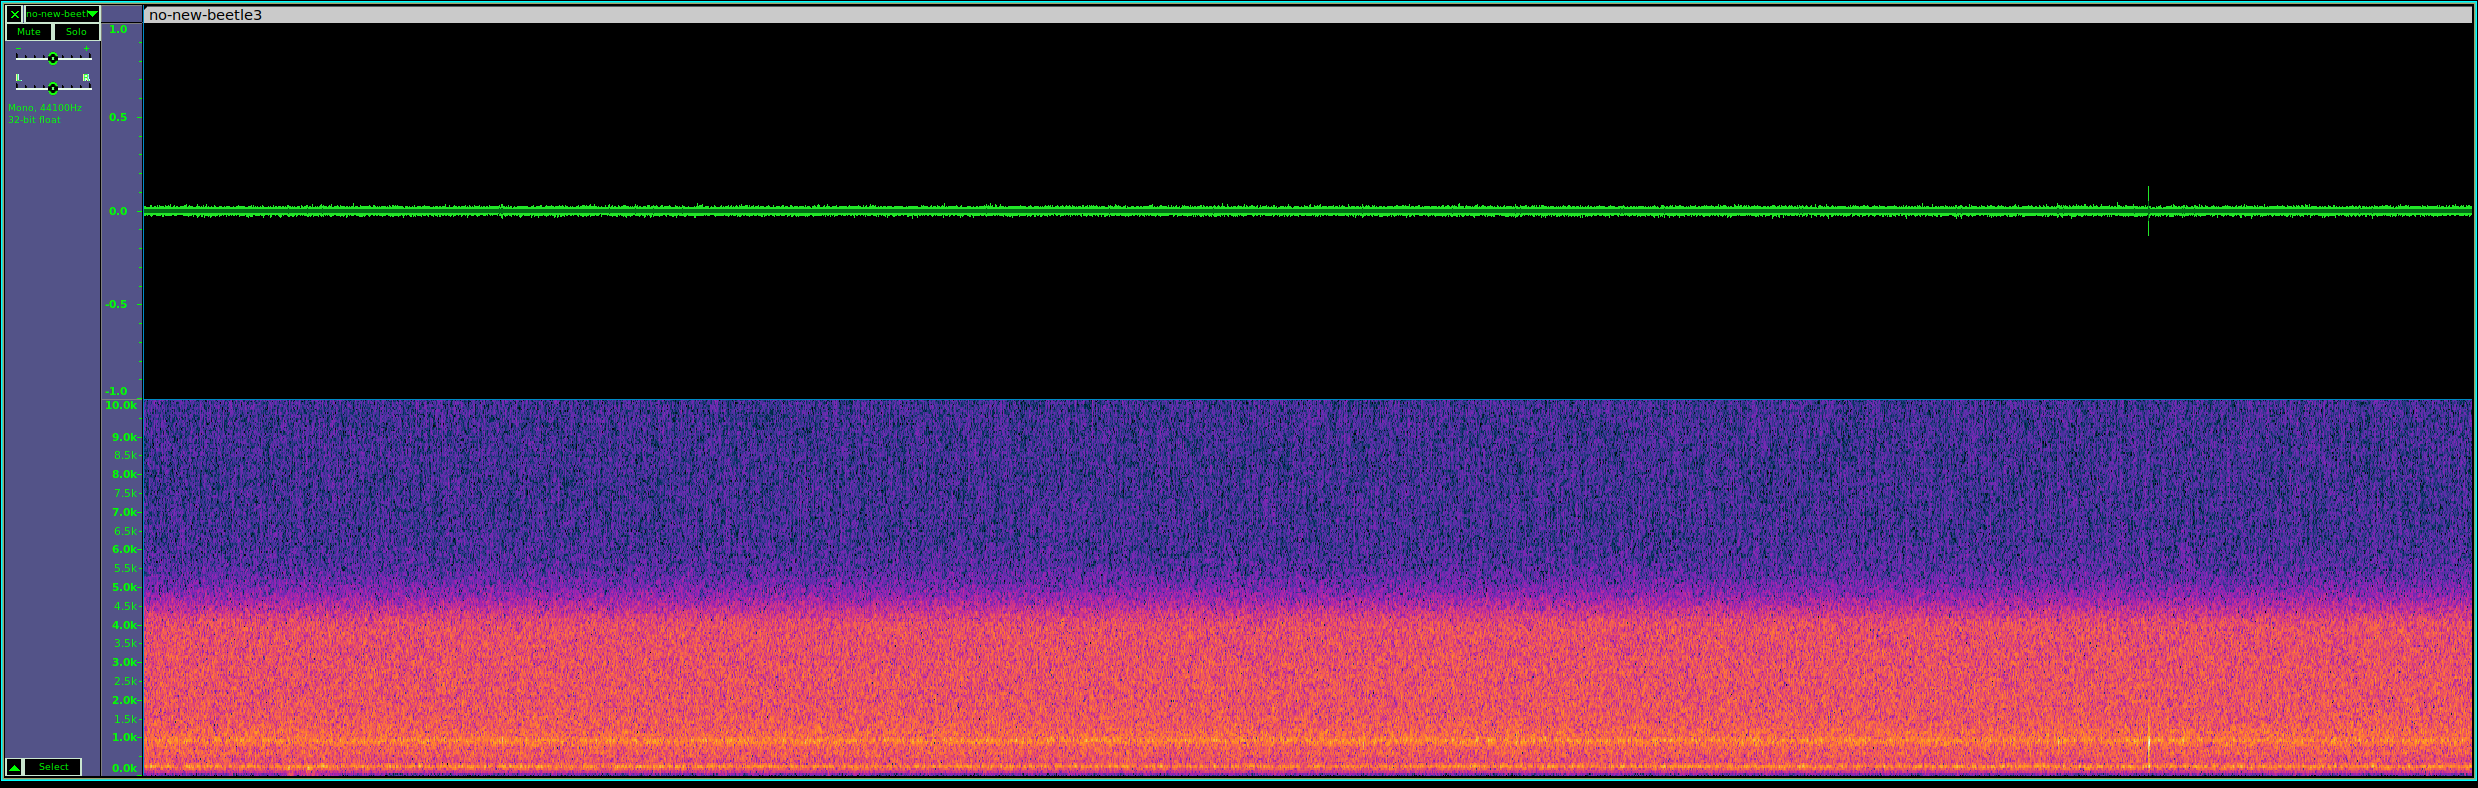 no-new-beetl
no-new-beetle3
Mute Solo
- +
L R
Mono, 44100Hz
32-bit float
1.0
0.5
0.0
-0.5
-1.0
10.0k
9.0k
8.5k
8.0k
7.5k
7.0k
6.5k
6.0k
5.5k
5.0k
4.5k
4.0k
3.5k
3.0k
2.5k
2.0k
1.5k
1.0k
0.0k
Select